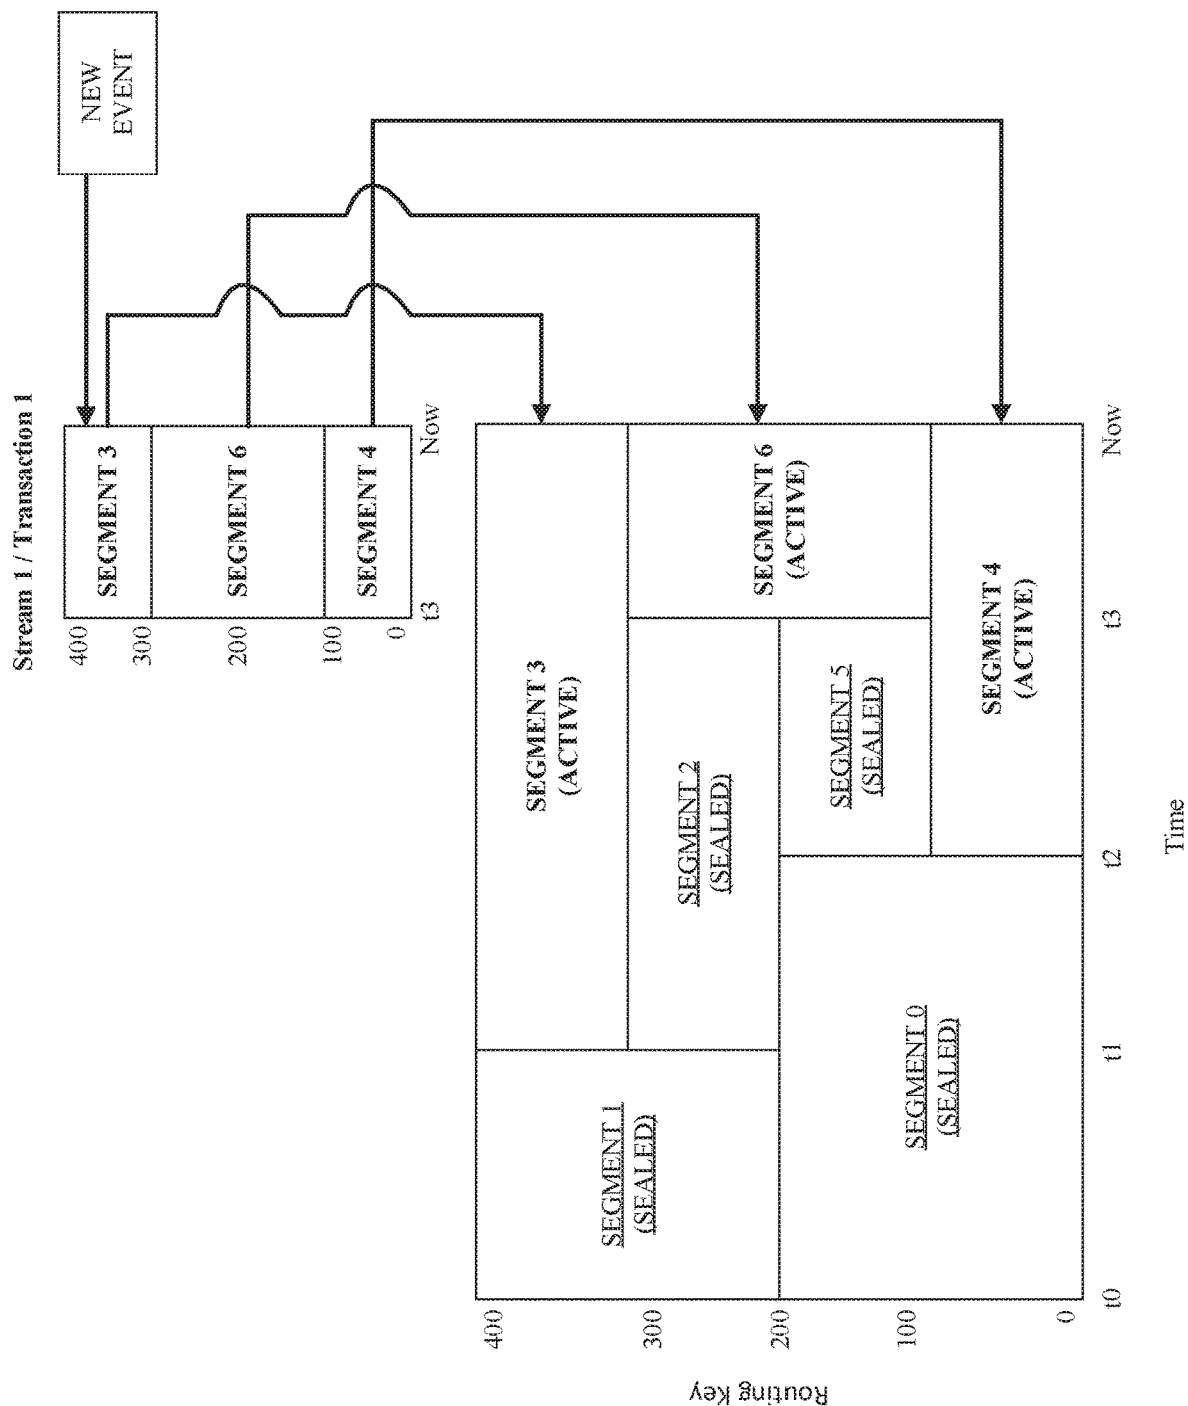 Stream 1 / Transaction 1
400
300
200
100
0
SEGMENT 3
SEGMENT 6
SEGMENT 4
t3
Now
NEW
EVENT
Routing Key
400
300
200
100
0
SEGMENT 1
(SEALED)
SEGMENT 0
(SEALED)
SEGMENT 3
(ACTIVE)
SEGMENT 2
(SEALED)
SEGMENT 5
(SEALED)
SEGMENT 6
(ACTIVE)
SEGMENT 4
(ACTIVE)
t0
t1
t2
t3
Now
Time